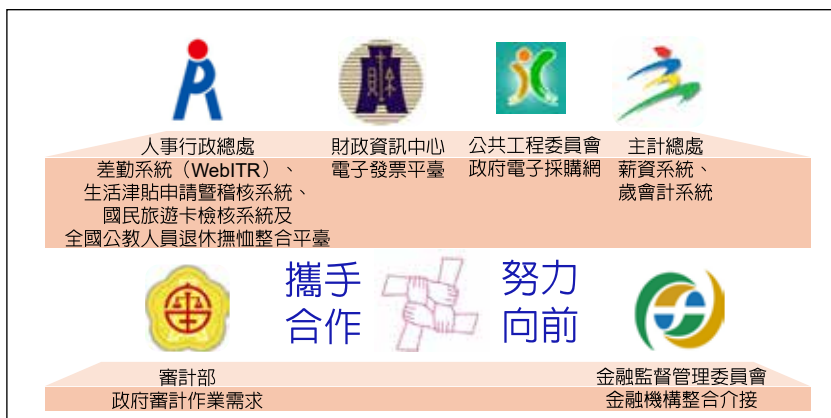 人事行政總處
差勤系統（WebITR）、
生活津貼申請暨稽核系統、
國民旅遊卡檢核系統及
全國公教人員退休撫恤整合平臺
財政資訊中心
電子發票平臺
公共工程委員會
政府電子採購網
主計總處
薪資系統、
歲會計系統
攜手
合作
努力
向前
審計部
政府審計作業需求
金融監督管理委員會
金融機構整合介接